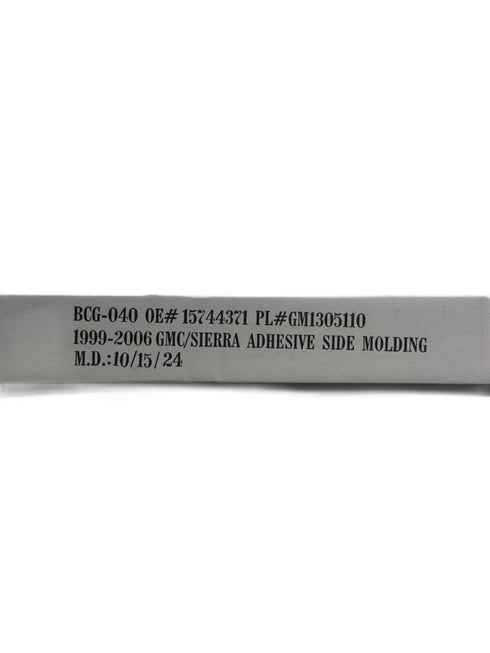 BCG-040 OE# 15744371 PL#GM1305110
1999-2006 GMC/SIERRA ADHESIVE SIDE MOLDING
M.D.:10/15/24